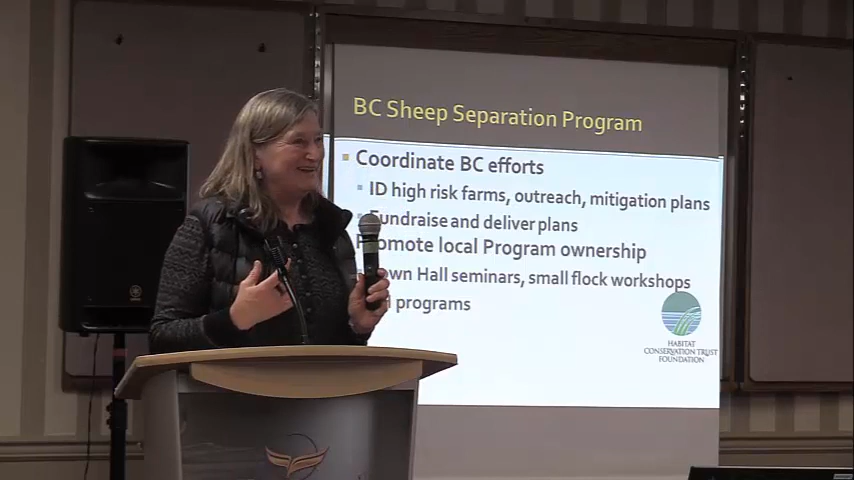 BC Sheep Separation Program
Coordinate BC efforts
ID high risk farms, outreach, mitigation plans
Fundraise and deliver plans
Promote local Program ownership
Town Hall seminars, small flock workshops
programs
HABITAT
CONSERVATION TRUST
FOUNDATION